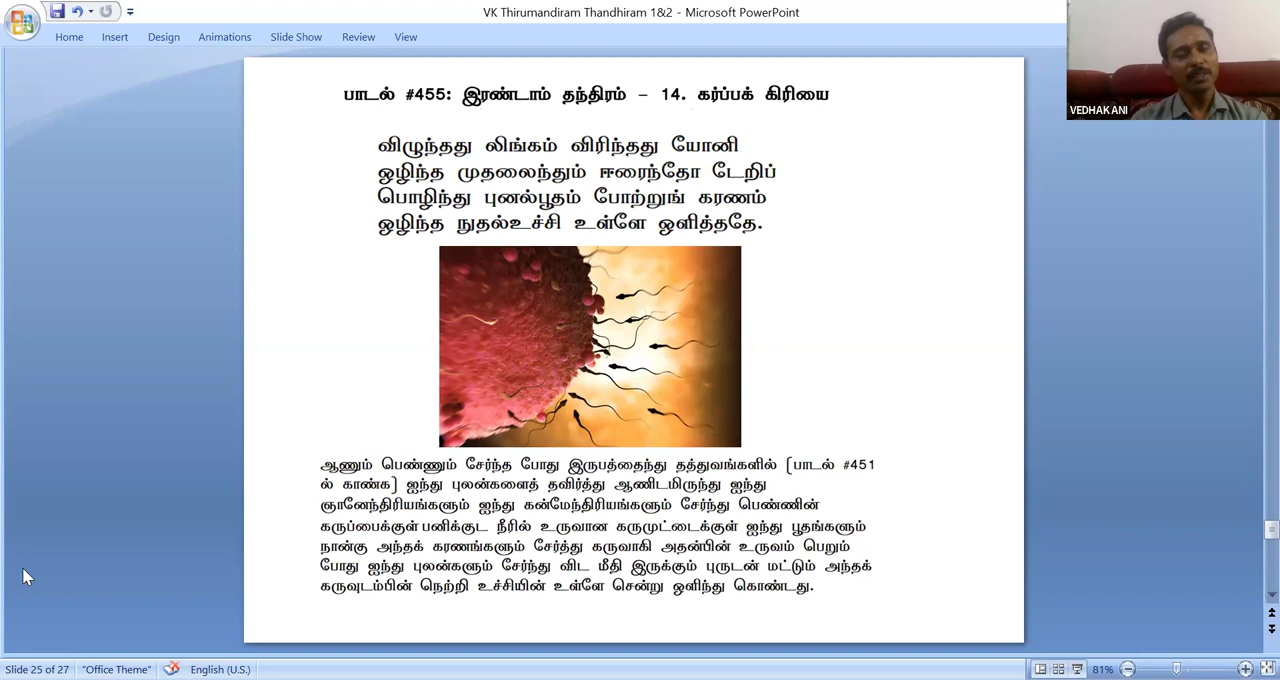 VK Thirumandiram Thandhiram 1&2 - Microsoft PowerPoint
Home Insert Design Animations Slide Show Review View
VEDHAK ANI
பாடல் #455: இரண்டாம் தந்திரம் – 14. கர்ப்பக் கிரியை
விழுந்தது லிங்கம் விரிந்தது யோனி
ஒழிந்த முதலைந்தும் ஈரைந்தோ டேறிப்
பொழிந்து புனல்பூதம் போற்றுங் கரணம்
ஒழிந்த நுதல்உச்சி உள்ளே ஒளித்ததே.
ஆணும் பெண்ணும் சேர்ந்த போது இருபத்தைந்து தத்துவங்களில் (பாடல் #451
ல் காண்க) ஐந்து புலன்களைத் தவிர்த்து ஆணிடமிருந்து ஐந்து
ஞானேந்திரியங்களும் ஐந்து கன்மேந்திரியங்களும் சேர்ந்து பெண்ணின்
கருப்பைக்குள் பனிக்குட நீரில் உருவான கருமுட்டைக்குள் ஐந்து பூதங்களும்
நான்கு அந்தக் கரணங்களும் சேர்த்து கருவாகி அதன்பின் உருவம் பெறும்
போது ஐந்து புலன்களும் சேர்ந்து விட மீதி இருக்கும் புருடன் மட்டும் அந்தக்
கருவுடம்பின் நெற்றி உச்சியின் உள்ளே சென்று ஒளிந்து கொண்டது.
Slide 25 of 27 "Office Theme" English (U.S.) 81%